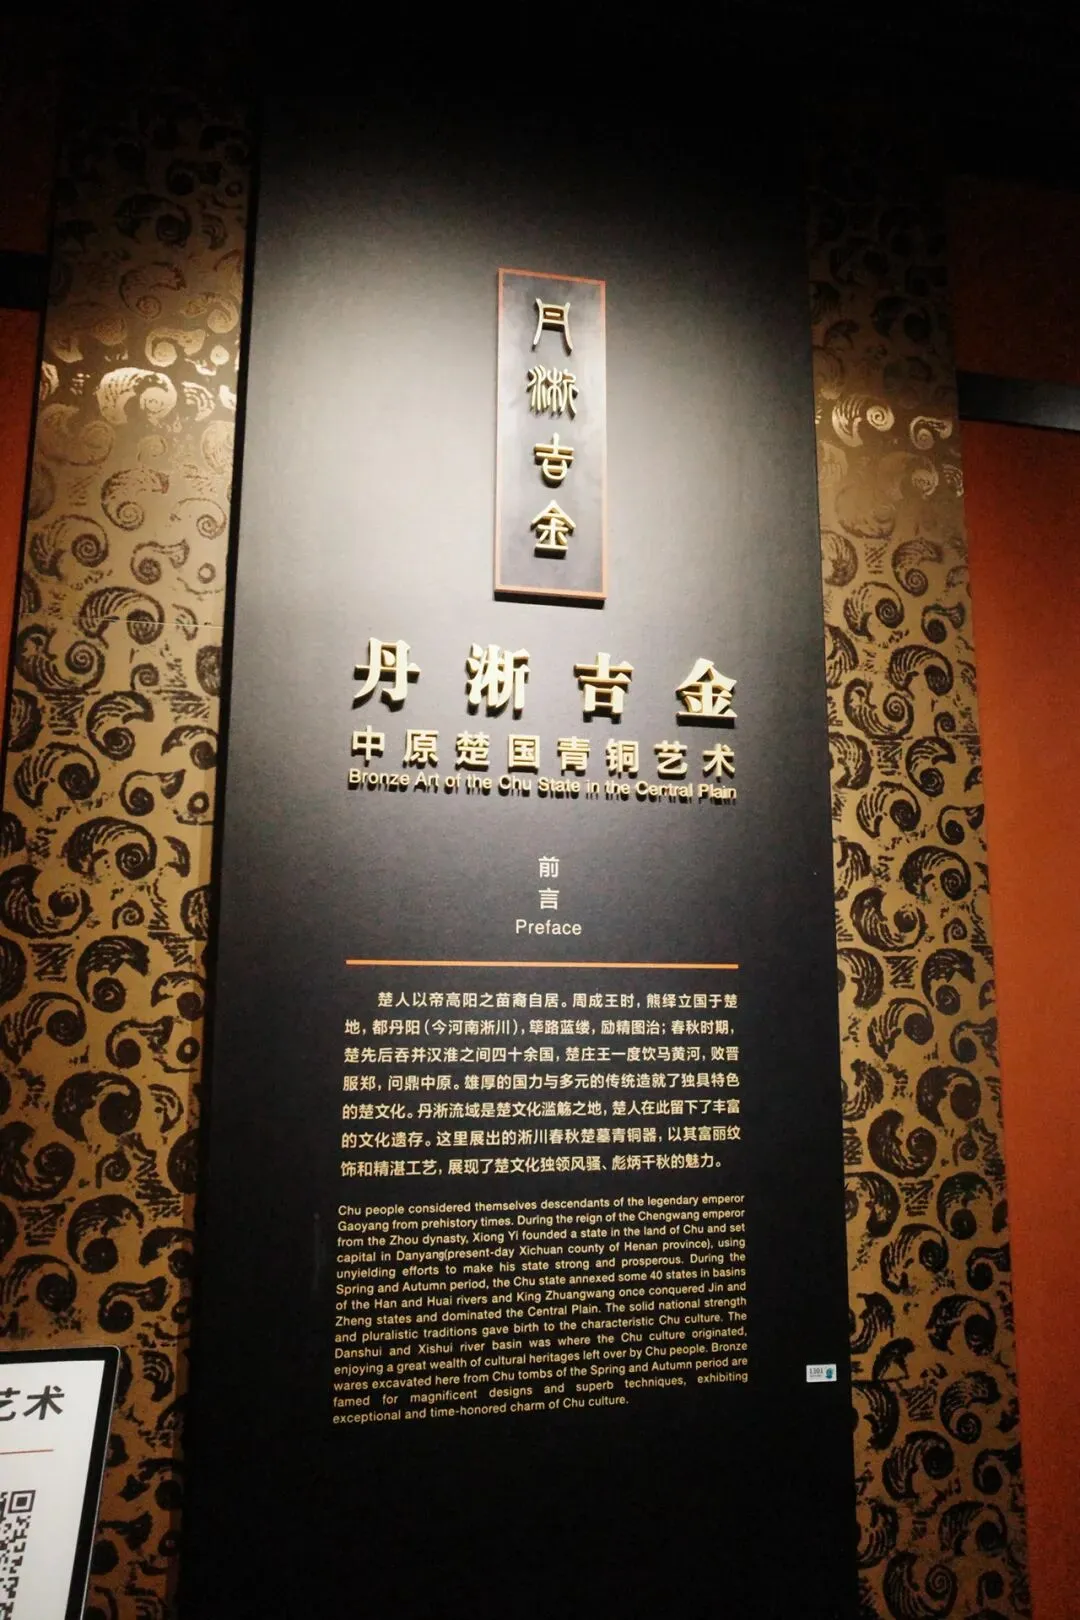 丹
淅
吉
金
丹淅吉金
中原楚国青铜艺术
Bronze Art of the Chu State in the Central Plain
前
言
Preface
楚人以帝高阳之苗裔自居。周成王时，熊绎立国于楚
地，都丹阳（今河南淅川），筚路蓝缕，励精图治；春秋时期，
楚先后吞并汉淮之间四十余国，楚庄王一度饮马黄河，败晋
服郑，问鼎中原。雄厚的国力与多元的传统造就了独具特色
的楚文化。丹淅流域是楚文化滥觞之地，楚人在此留下了丰富
的文化遗存。这里展出的淅川春秋楚墓青铜器，以其富丽纹
饰和精湛工艺，展现了楚文化独领风骚、彪炳千秋的魅力。
Chu people considered themselves descendants of the legendary emperor
Gaoyang from prehistory times. During the reign of the Chengwang emperor
from the Zhou dynasty, Xiong Yi founded a state in the land of Chu and set
capital in Danyang(present-day Xichuan county of Henan province), using
unyielding efforts to make his state strong and prosperous. During the
Spring and Autumn period, the Chu state annexed some 40 states in basins
of the Han and Huai rivers and King Zhuangwang once conquered Jin and
Zheng states and dominated the Central Plain. The solid national strength
and pluralistic traditions gave birth to the characteristic Chu culture. The
Danshui and Xishui river basin was where the Chu culture originated,
enjoying a great wealth of cultural heritages left over by Chu people. Bronze
wares excavated here from Chu tombs of the Spring and Autumn period are
famed for magnificent designs and superb techniques, exhibiting
exceptional and time-honored charm of Chu culture.
1301
艺术